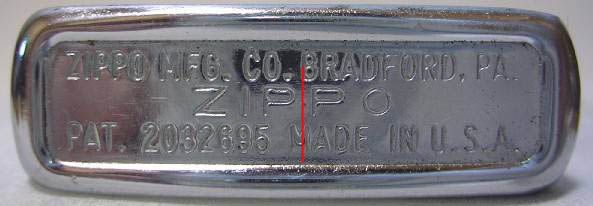 ZIPPO MFG. CO. BRADFORD, PA.
ZIPPO
PAT. 2032695 MADE IN U.S.A.